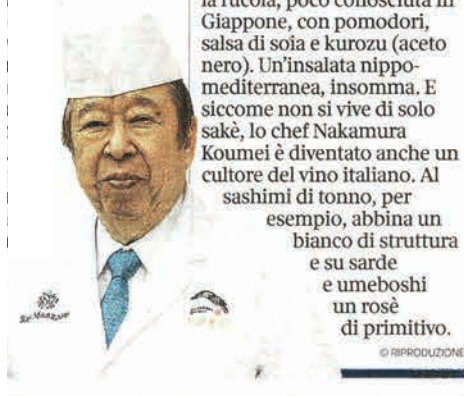 la rucola, poco conosciuta in
Giappone, con pomodori,
salsa di soia e kurozu (aceto
nero). Un'insalata nippo-
mediterranea, insomma. E
siccome non si vive di solo
sakè, lo chef Nakamura
Koumei è diventato anche un
cultore del vino italiano. Al
sashimi di tonno, per
esempio, abbina un
bianco di struttura
e su sarde
e umeboshi
un rosè
di primitivo.
© RIPRODUZIONE